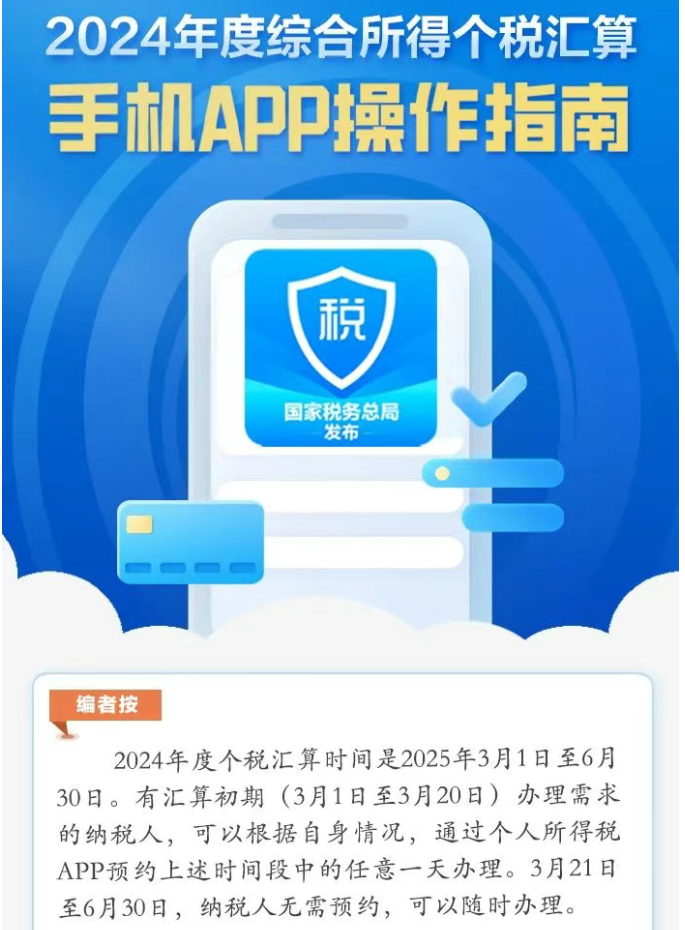 2024年度综合所得个税汇算
手机APP操作指南
税
国家税务总局
发布
编者按
2024年度个税汇算时间是2025年3月1日至6月
30日。有汇算初期（3月1日至3月20日）办理需求
的纳税人，可以根据自身情况，通过个人所得税
APP预约上述时间段中的任意一天办理。3月21日
至6月30日，纳税人无需预约，可以随时办理。